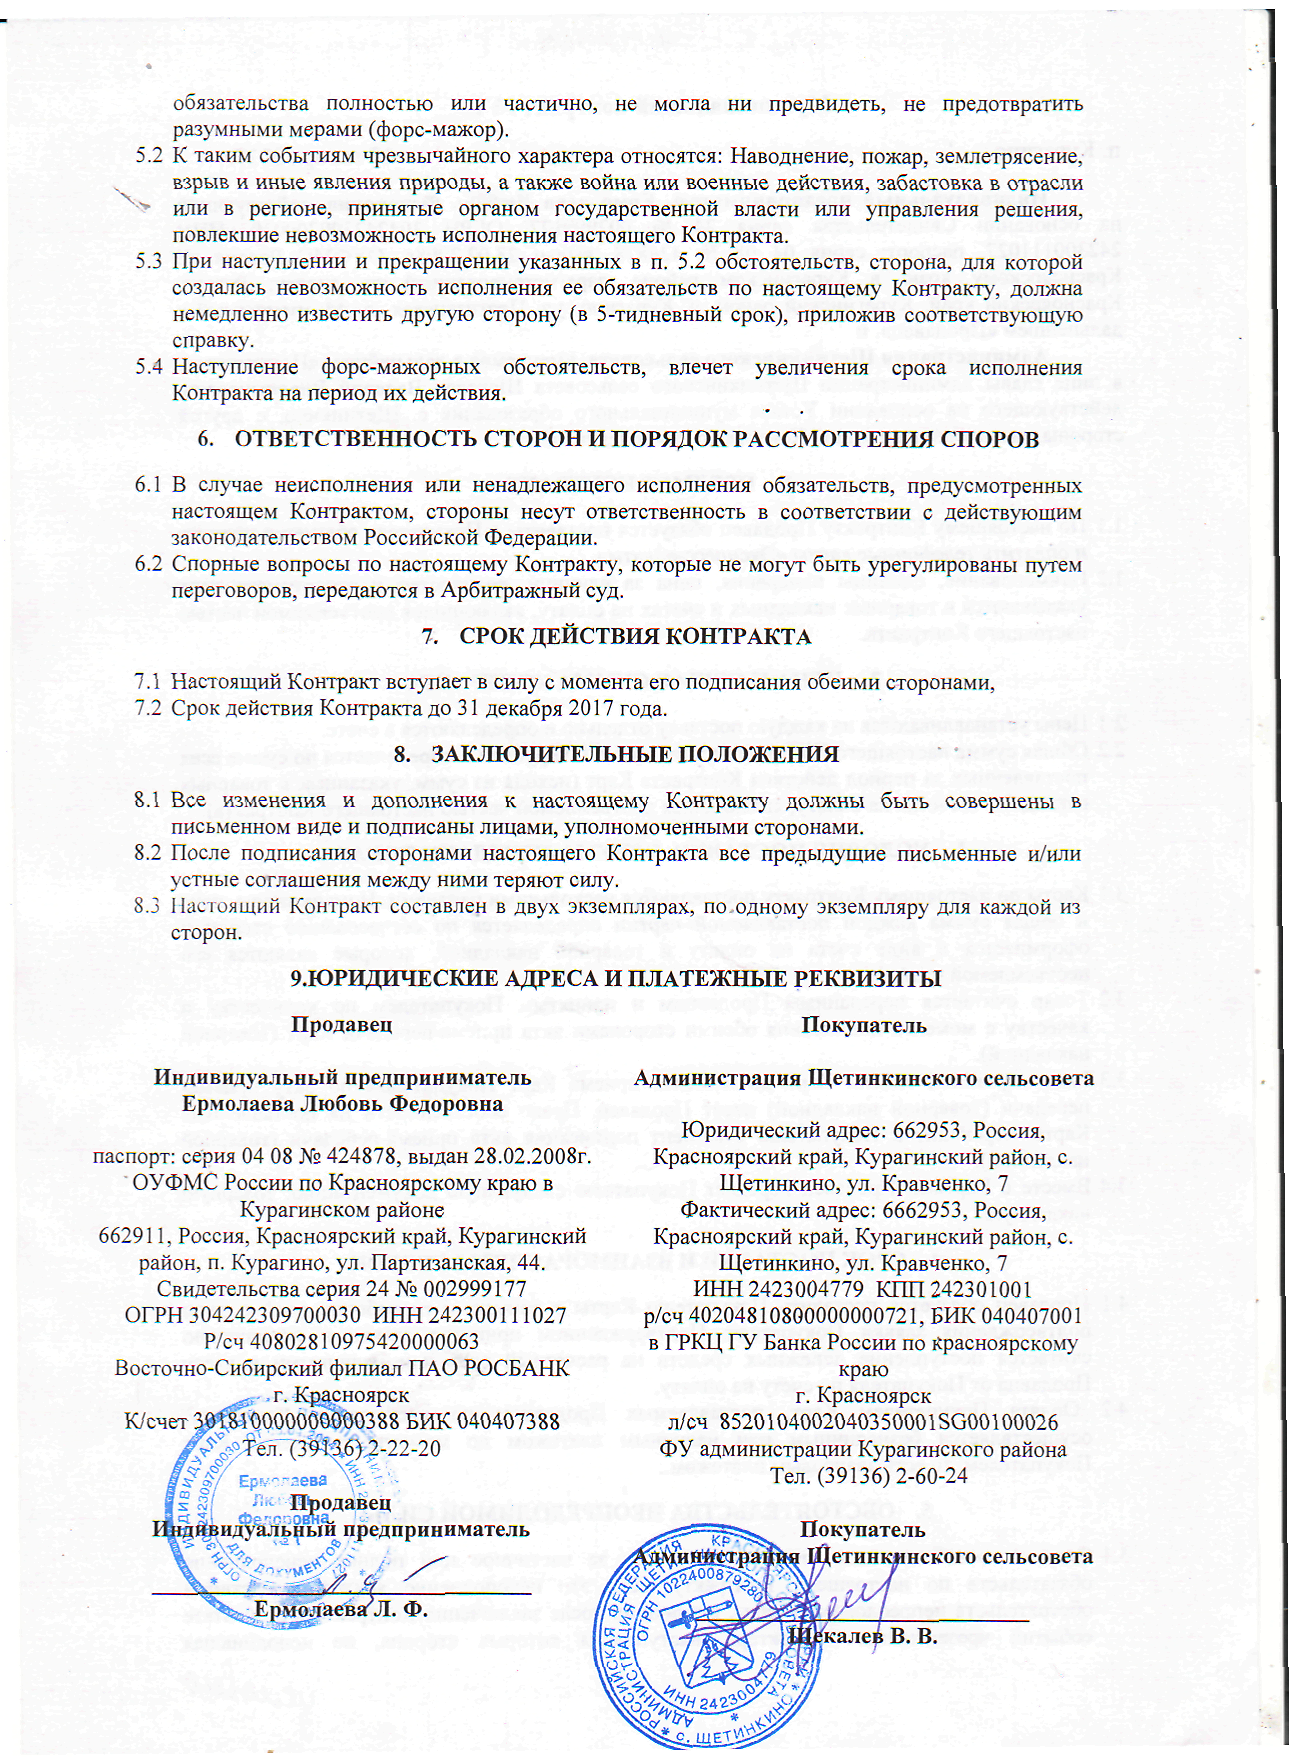 обязательства полностью или частично, не могла ни предвидеть, не предотвратить
разумными мерами (форс-мажор).
5.2 К таким событиям чрезвычайного характера относятся: Наводнение, пожар, землетрясение,
взрыв и иные явления природы, а также война или военные действия, забастовка в отрасли
или в регионе, принятые органом государственной власти или управления решения,
повлекшие невозможность исполнения настоящего Контракта.
5.3 При наступлении и прекращении указанных в п. 5.2 обстоятельств, сторона, для которой
создалась невозможность исполнения ее обязательств по настоящему Контракту, должна
немедленно известить другую сторону (в 5-тидневный срок), приложив соответствующую
справку.
5.4 Наступление форс-мажорных обстоятельств, влечет увеличения срока исполнения
Контракта на период их действия.
6. ОТВЕТСТВЕННОСТЬ СТОРОН И ПОРЯДОК РАССМОТРЕНИЯ СПОРОВ
6.1 В случае неисполнения или ненадлежащего исполнения обязательств, предусмотренных
настоящем Контрактом, стороны несут ответственность в соответствии с действующим
законодательством Российской Федерации.
6.2 Спорные вопросы по настоящему Контракту, которые не могут быть урегулированы путем
переговоров, передаются в Арбитражный суд.
7. СРОК ДЕЙСТВИЯ КОНТРАКТА
7.1 Настоящий Контракт вступает в силу с момента его подписания обеими сторонами,
7.2 Срок действия Контракта до 31 декабря 2017 года.
8. ЗАКЛЮЧИТЕЛЬНЫЕ ПОЛОЖЕНИЯ
8.1 Все изменения и дополнения к настоящему Контракту должны быть совершены в
письменном виде и подписаны лицами, уполномоченными сторонами.
8.2 После подписания сторонами настоящего Контракта все предыдущие письменные и/или
устные соглашения между ними теряют силу.
8.3 Настоящий Контракт составлен в двух экземплярах, по одному экземпляру для каждой из
сторон.
9.ЮРИДИЧЕСКИЕ АДРЕСА И ПЛАТЕЖНЫЕ РЕКВИЗИТЫ
Продавец
Индивидуальный предприниматель
Ермолаева Любовь Федоровна
паспорт: серия 04 08 № 424878, выдан 28.02.2008г.
ОУФМС России по Красноярскому краю в
Курагинском районе
662911, Россия, Красноярский край, Курагинский
район, п. Курагино, ул. Партизанская, 44.
Свидетельства серия 24 № 002999177
ОГРН 304242309700030 ИНН 242300111027
Р/сч 40802810975420000063
Восточно-Сибирский филиал ПАО РОСБАНК
г. Красноярск
К/счет 30181000000000388 БИК 040407388
Тел. (39136) 2-22-20
Продавец
Индивидуальный предприниматель
Ермолаева Л. Ф.
Ермолаева
Любовь
Федоровна
№ 1
ДЛЯ ДОКУМЕНТОВ
Покупатель
Администрация Щетинкинского сельсовета
Юридический адрес: 662953, Россия,
Красноярский край, Курагинский район, с.
Щетинкино, ул. Кравченко, 7
Фактический адрес: 6662953, Россия,
Красноярский край, Курагинский район, с.
Щетинкино, ул. Кравченко, 7
ИНН 2423004779 КПП 242301001
р/сч 40204810800000000721, БИК 040407001
в ГРКЦ ГУ Банка России по красноярскому
краю
г. Красноярск
л/сч 8520104002040350001SG00100026
ФУ администрации Курагинского района
Тел. (39136) 2-60-24
Покупатель
Администрация Щетинкинского сельсовета
Щекалев В. В.
РОССИЙСКАЯ ФЕДЕРАЦИЯ
ОГРН 1022400879280
ИНН 2423004779
с. ЩЕТИНКИНО